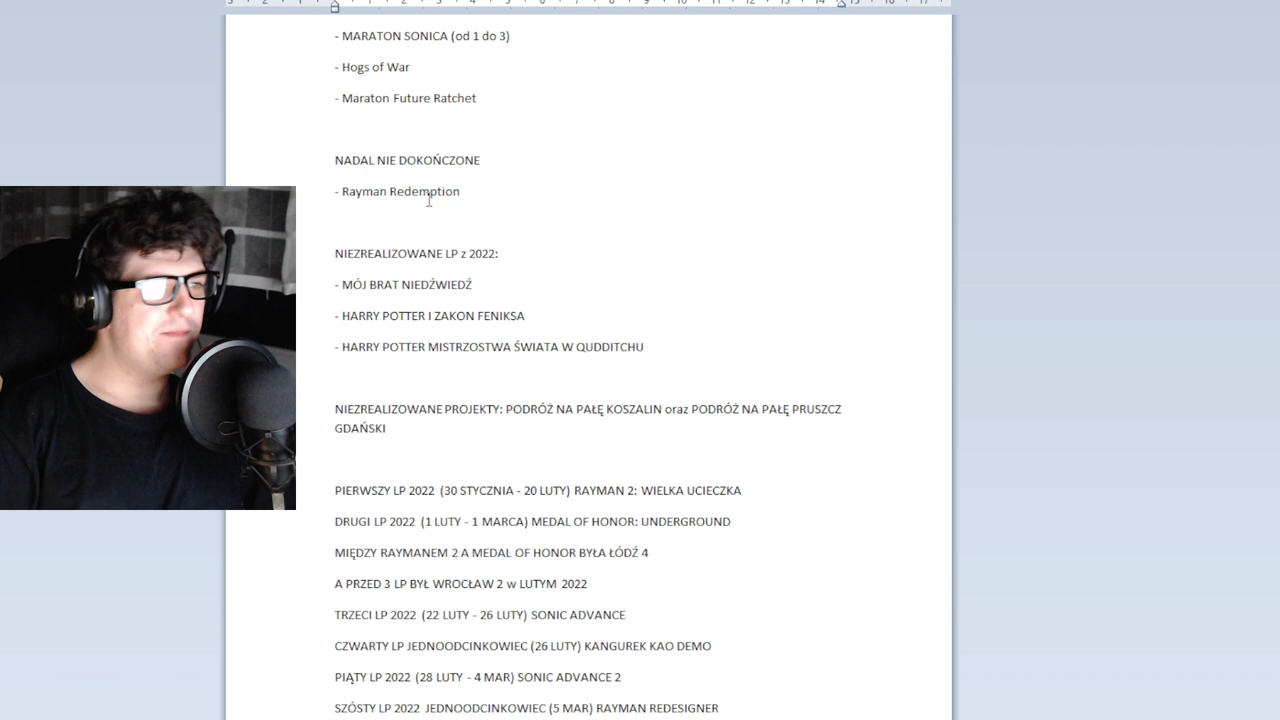 - MARATON SONICA (od 1 do 3)
- Hogs of War
- Maraton Future Ratchet
NADAL NIE DOKOŃCZONE
- Rayman Redemption
NIEZREALIZOWANE LP z 2022:
- MÓJ BRAT NIEDŹWIEDŹ
- HARRY POTTER I ZAKON FENIKSA
- HARRY POTTER MISTRZOSTWA ŚWIATA W QUDDITCHU
NIEZREALIZOWANE PROJEKTY: PODRÓŻ NA PAŁĘ KOSZALIN oraz PODRÓŻ NA PAŁĘ PRUSZCZ
GDAŃSKI
PIERWSZY LP 2022 (30 STYCZNIA - 20 LUTY) RAYMAN 2: WIELKA UCIECZKA
DRUGI LP 2022 (1 LUTY - 1 MARCA) MEDAL OF HONOR: UNDERGROUND
MIĘDZY RAYMANEM 2 A MEDAL OF HONOR BYŁA ŁÓDŹ 4
A PRZED 3 LP BYŁ WROCŁAW 2 w LUTYM 2022
TRZECI LP 2022 (22 LUTY - 26 LUTY) SONIC ADVANCE
CZWARTY LP JEDNOODCINKOWIEC (26 LUTY) KANGUREK KAO DEMO
PIĄTY LP 2022 (28 LUTY - 4 MAR) SONIC ADVANCE 2
SZÓSTY LP 2022 JEDNOODCINKOWIEC (5 MAR) RAYMAN REDESIGNER